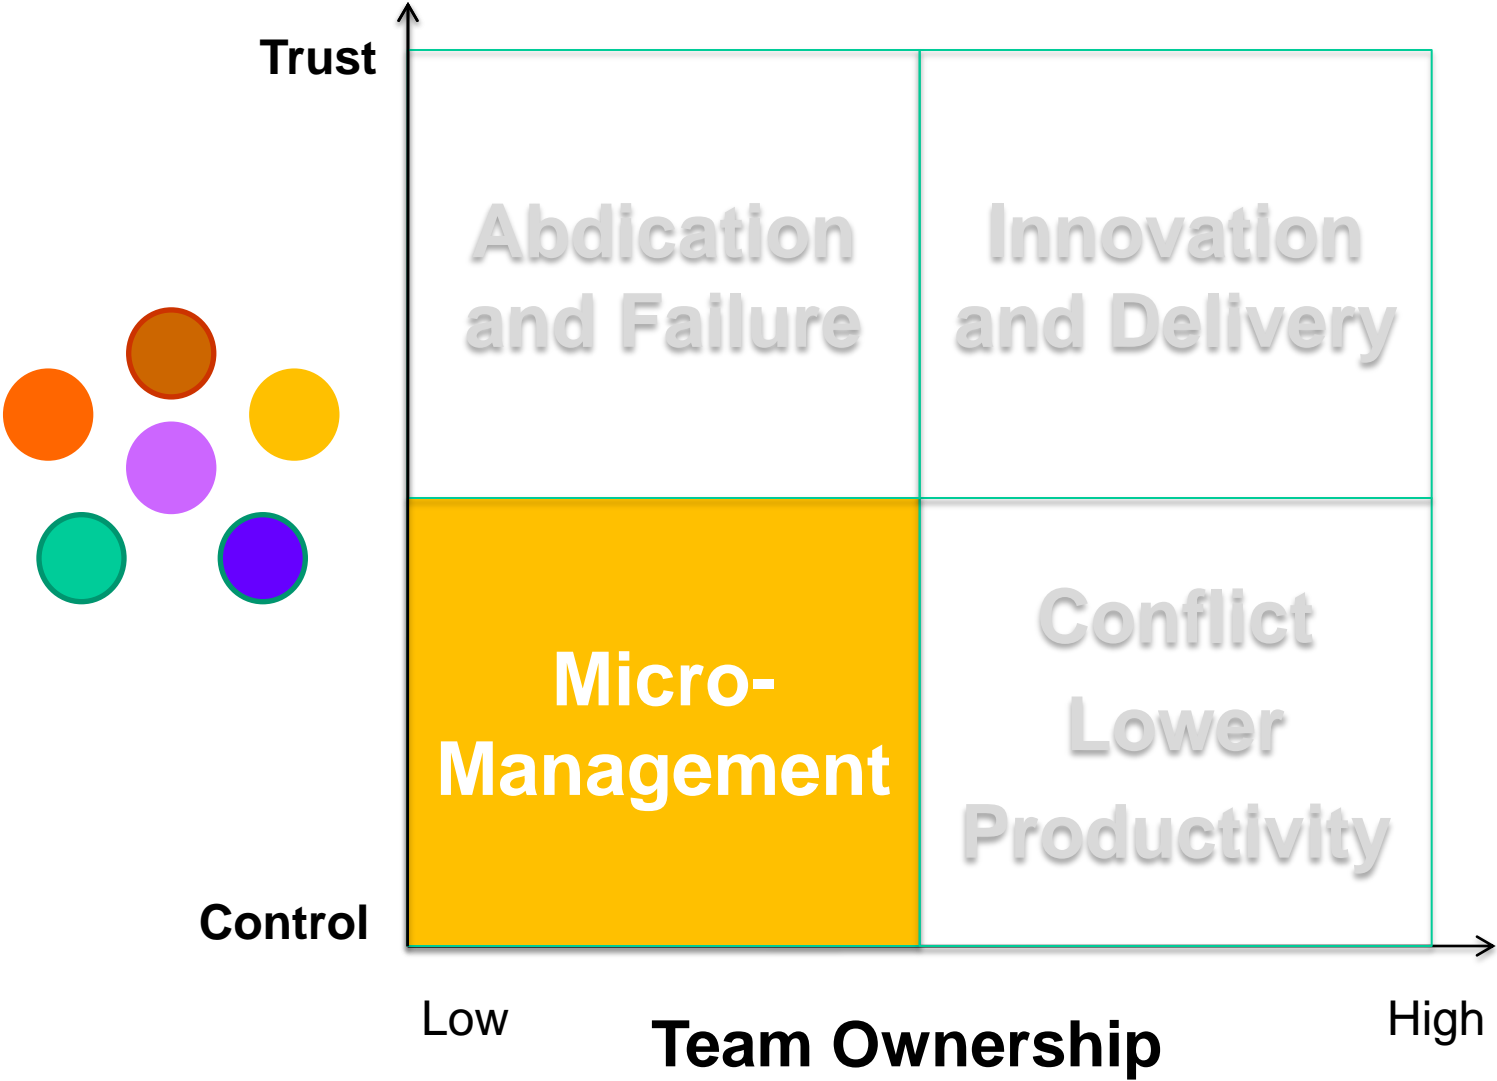 Trust
Abdication
and Failure
Innovation
and Delivery
Micro-
Management
Conflict
Lower
Productivity
Control
Low
High
Team Ownership